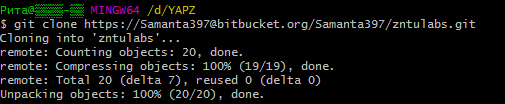 Рита@▒▒▒▒-▒▒ MINGW64 /d/YAPZ
$ git clone https://Samanta397@bitbucket.org/Samanta397/zntulabs.git
Cloning into 'zntulabs'...
remote: Counting objects: 20, done.
remote: Compressing objects: 100% (19/19), done.
remote: Total 20 (delta 7), reused 0 (delta 0)
Unpacking objects: 100% (20/20), done.